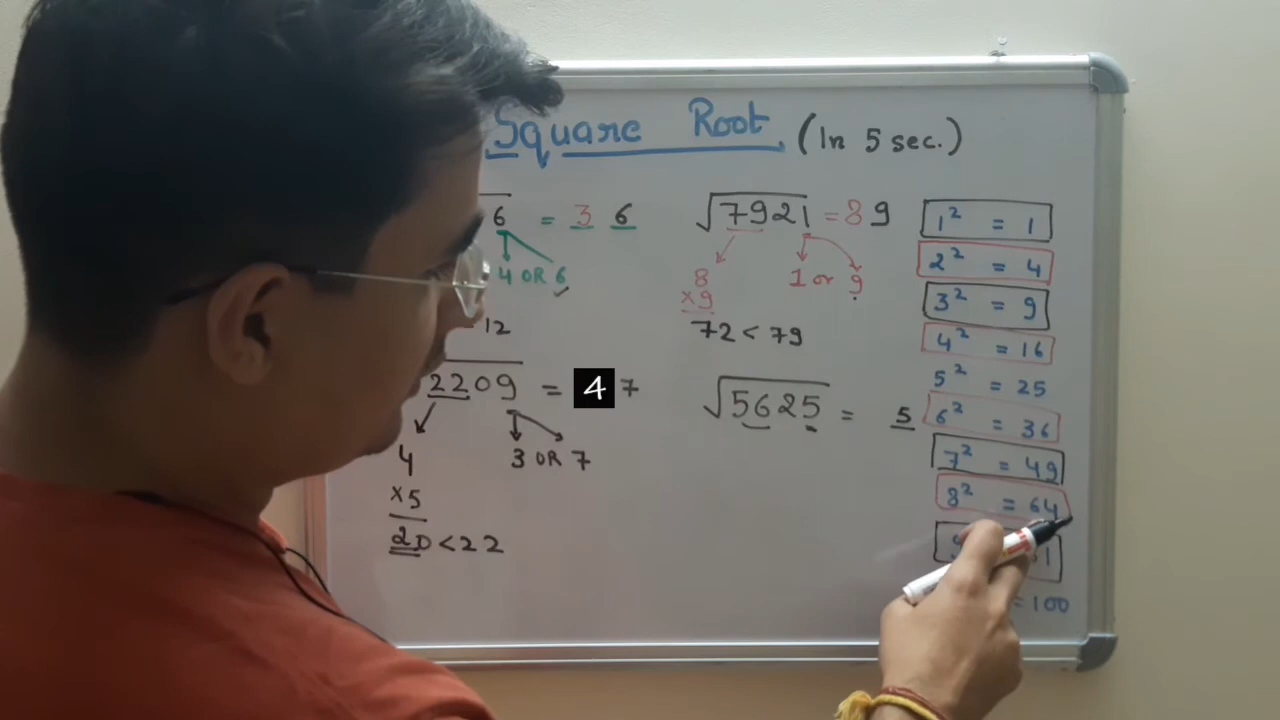 Square Root (In 5 sec.)
6 = 3 6
4 OR 6
12
2209 = 4 7
4
3 OR 7
×5
20 < 22
√7921 = 89
8
1 or 9
×9
72 < 79
√5625 = 5
1² = 1
2² = 4
3² = 9
4² = 16
5² = 25
6² = 36
7² = 49
8² = 64
1
= 100